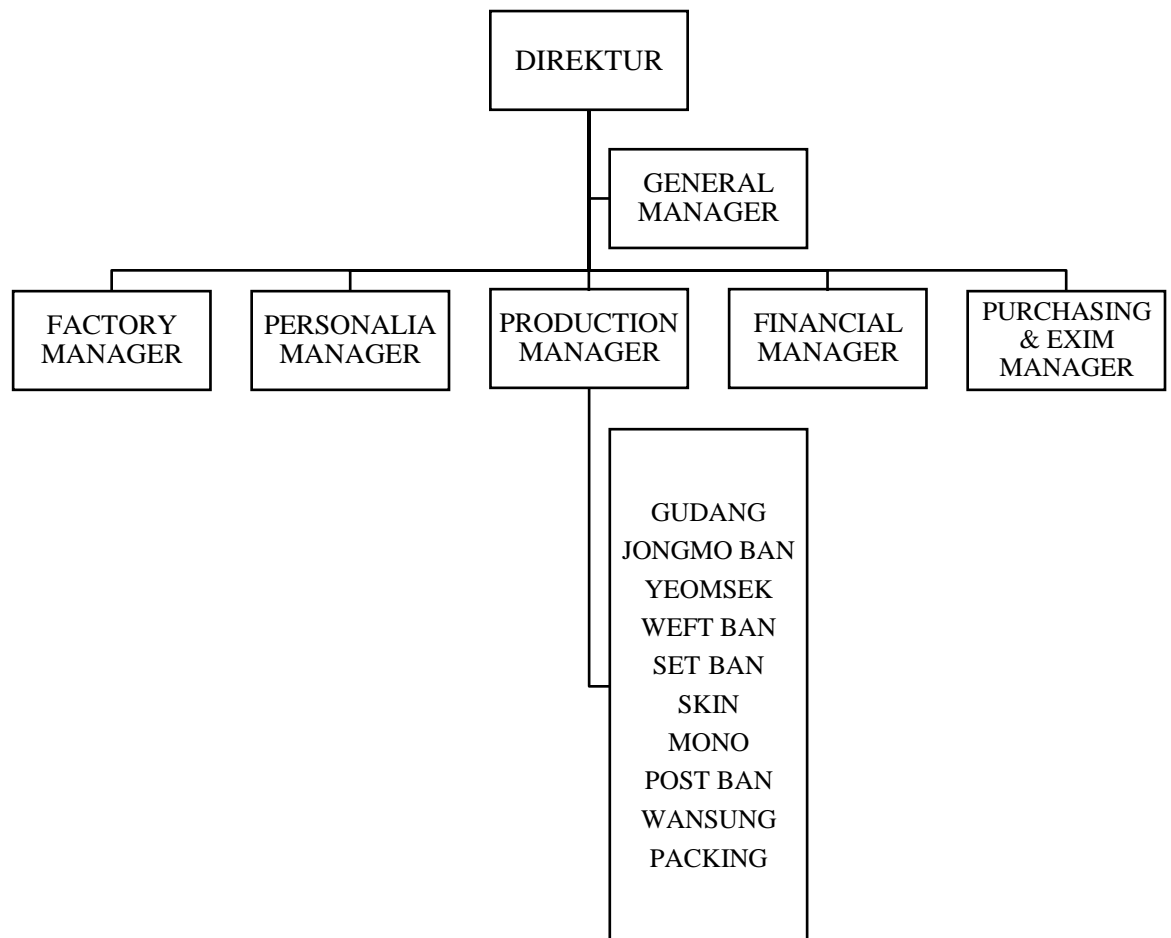 DIREKTUR
GENERAL
MANAGER
FACTORY
MANAGER
PERSONALIA
MANAGER
PRODUCTION
MANAGER
FINANCIAL
MANAGER
PURCHASING
& EXIM
MANAGER
GUDANG
JONGMO BAN
YEOMSEK
WEFT BAN
SET BAN
SKIN
MONO
POST BAN
WANSUNG
PACKING